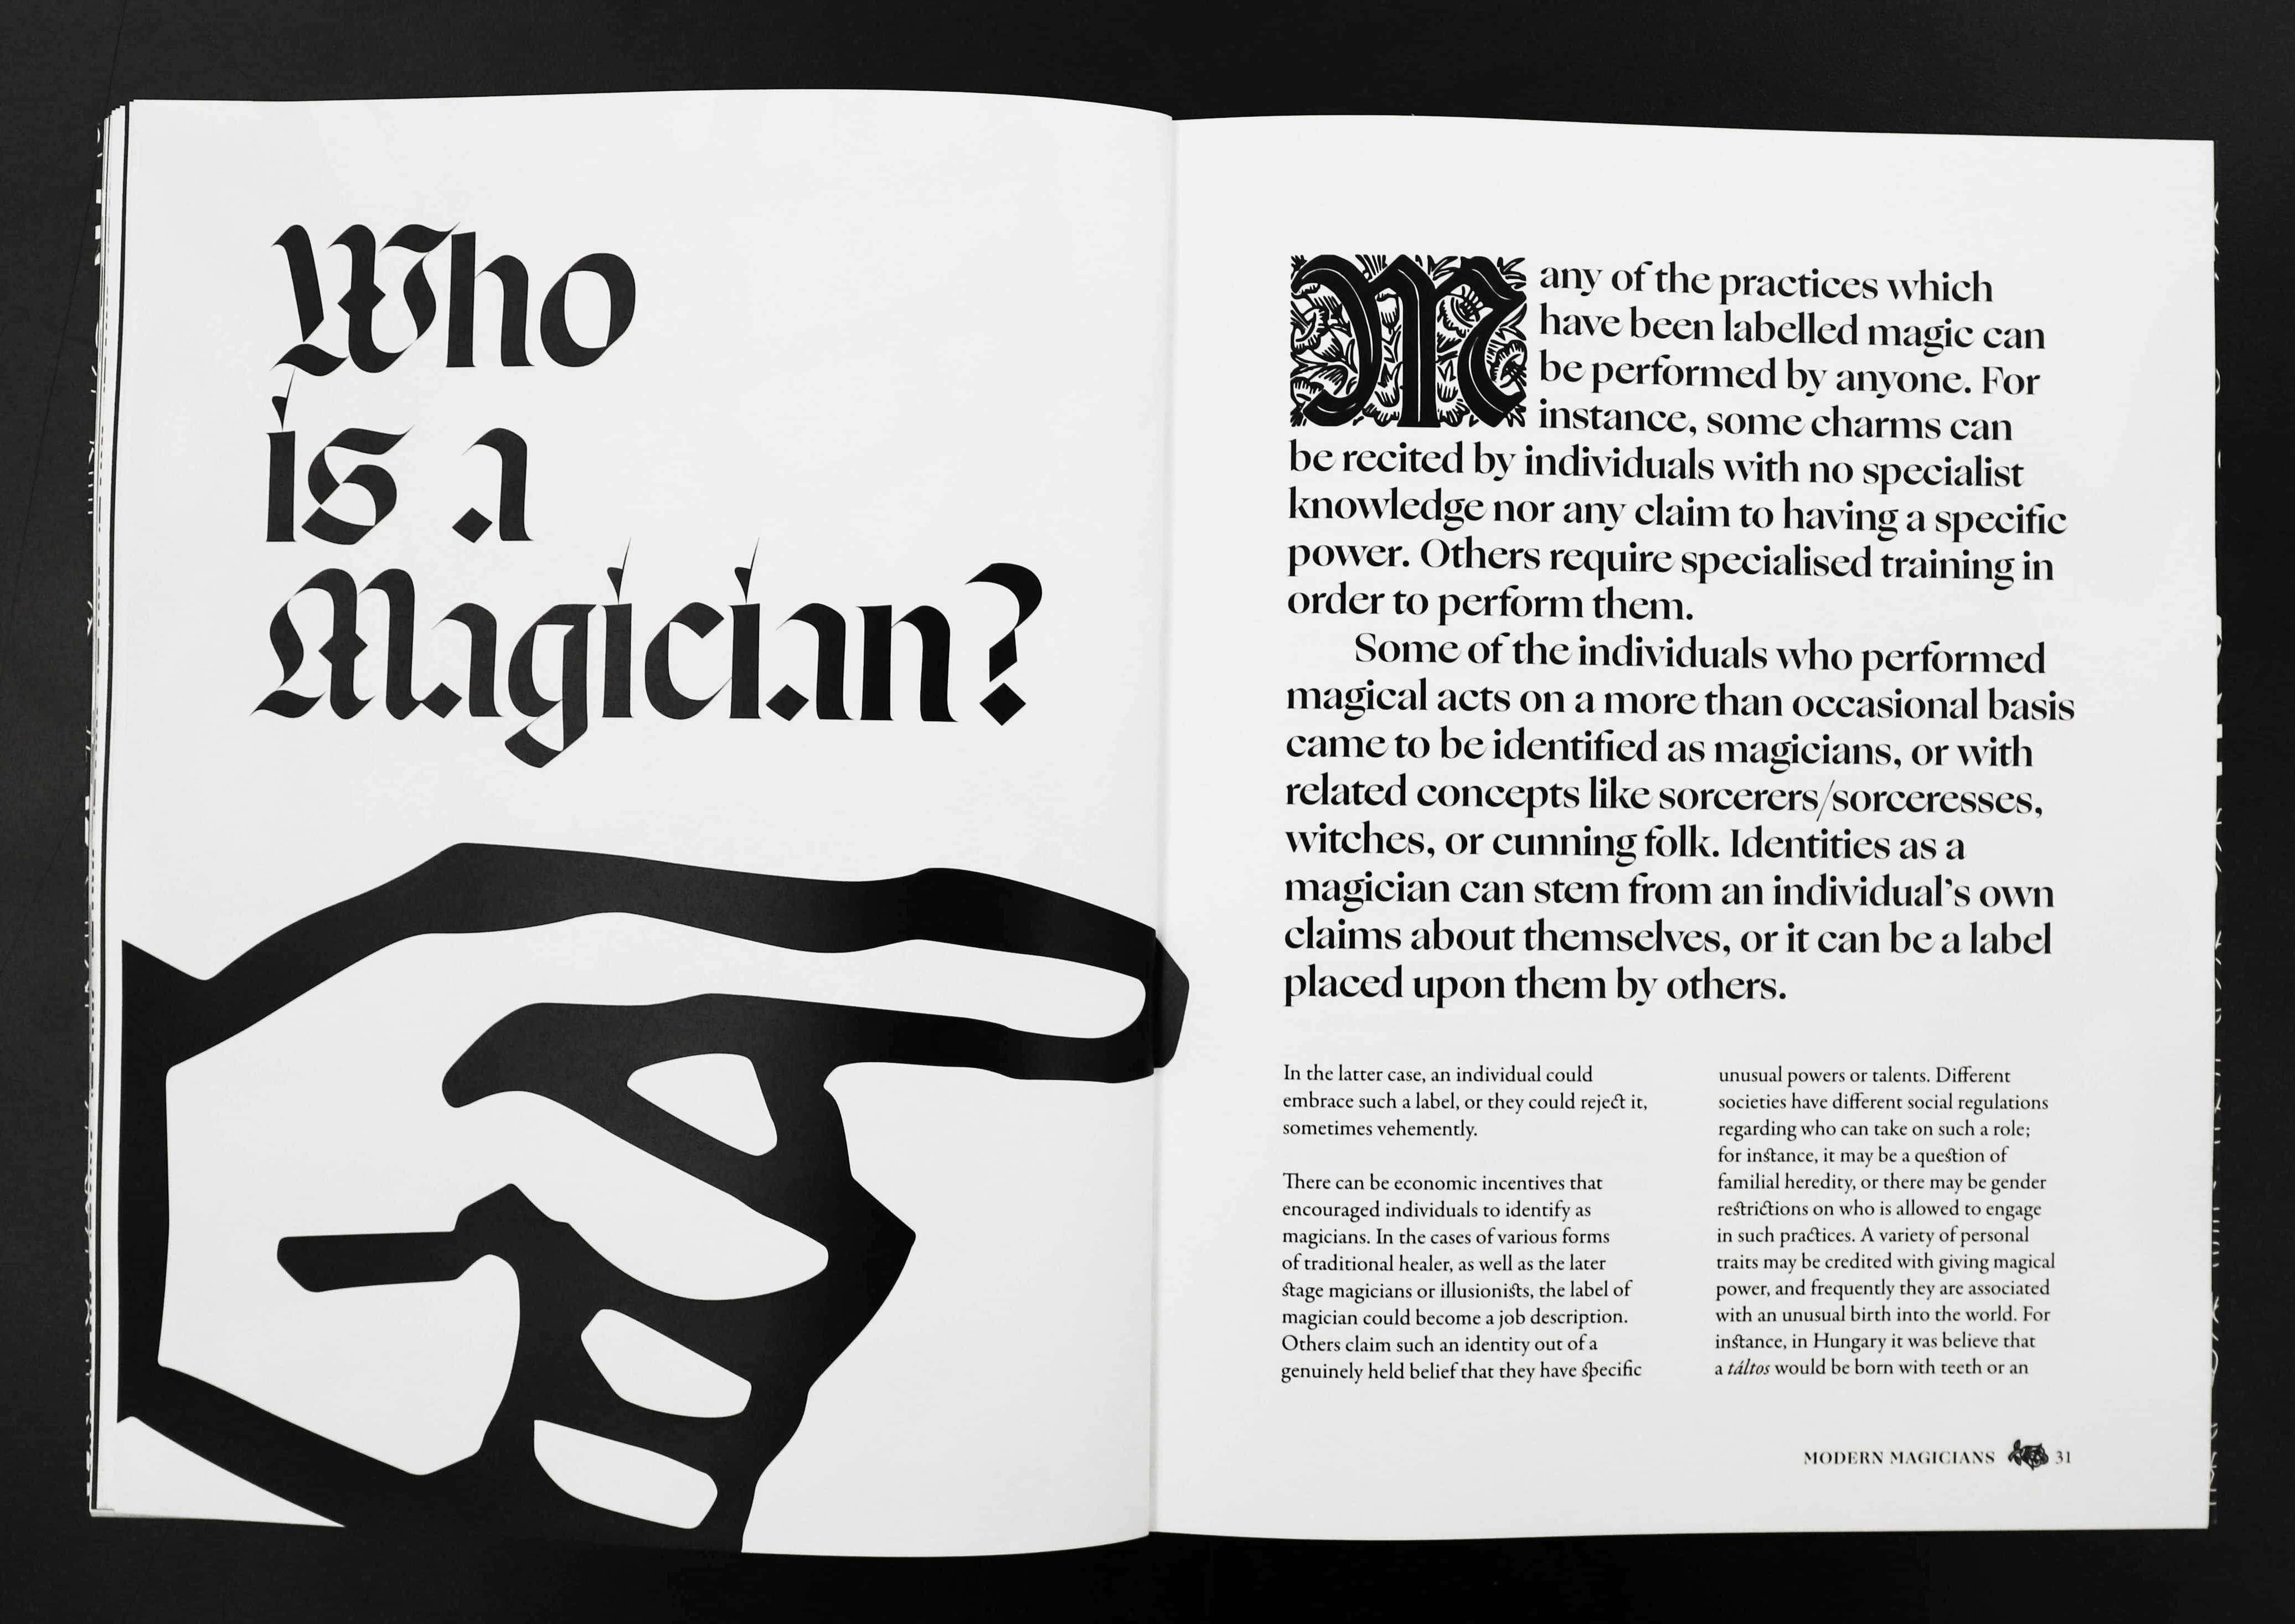 Who
is a
Magician?
Many of the practices which
have been labelled magic can
be performed by anyone. For
instance, some charms can
be recited by individuals with no specialist
knowledge nor any claim to having a specific
power. Others require specialised training in
order to perform them.
Some of the individuals who performed
magical acts on a more than occasional basis
came to be identified as magicians, or with
related concepts like sorcerers/sorceresses,
witches, or cunning folk. Identities as a
magician can stem from an individual’s own
claims about themselves, or it can be a label
placed upon them by others.
In the latter case, an individual could
embrace such a label, or they could reject it,
sometimes vehemently.
There can be economic incentives that
encouraged individuals to identify as
magicians. In the cases of various forms
of traditional healer, as well as the later
stage magicians or illusionists, the label of
magician could become a job description.
Others claim such an identity out of a
genuinely held belief that they have specific
unusual powers or talents. Different
societies have different social regulations
regarding who can take on such a role;
for instance, it may be a question of
familial heredity, or there may be gender
restrictions on who is allowed to engage
in such practices. A variety of personal
traits may be credited with giving magical
power, and frequently they are associated
with an unusual birth into the world. For
instance, in Hungary it was believe that
a táltos would be born with teeth or an
MODERN MAGICIANS 31